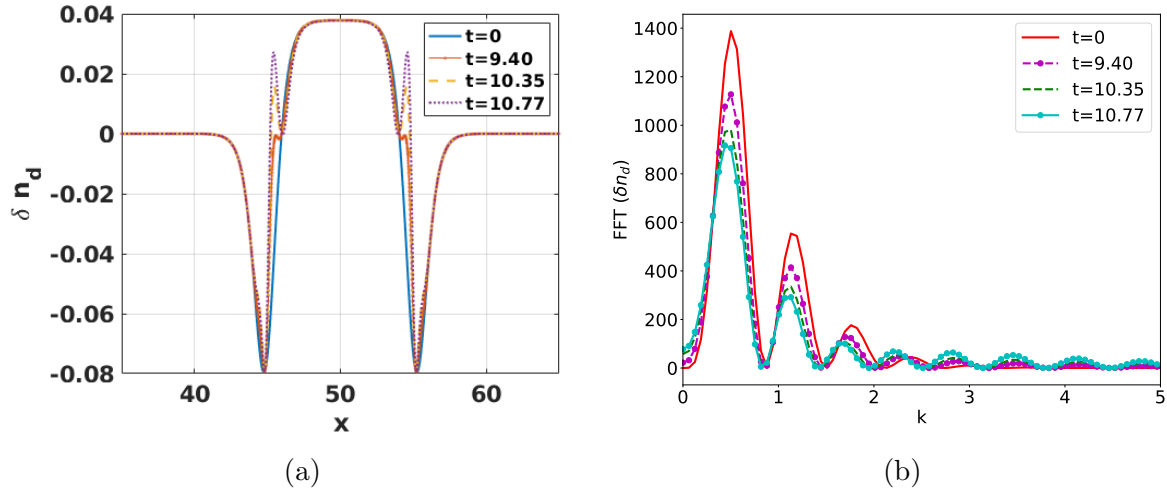 0.04
0.02
0
-0.02
-0.04
-0.06
-0.08
δ n_d
40
50
60
x
t=0
t=9.40
t=10.35
t=10.77
(a)
1400
1200
1000
800
600
400
200
0
FFT (δn_d)
0
1
2
3
4
5
k
t=0
t=9.40
t=10.35
t=10.77
(b)